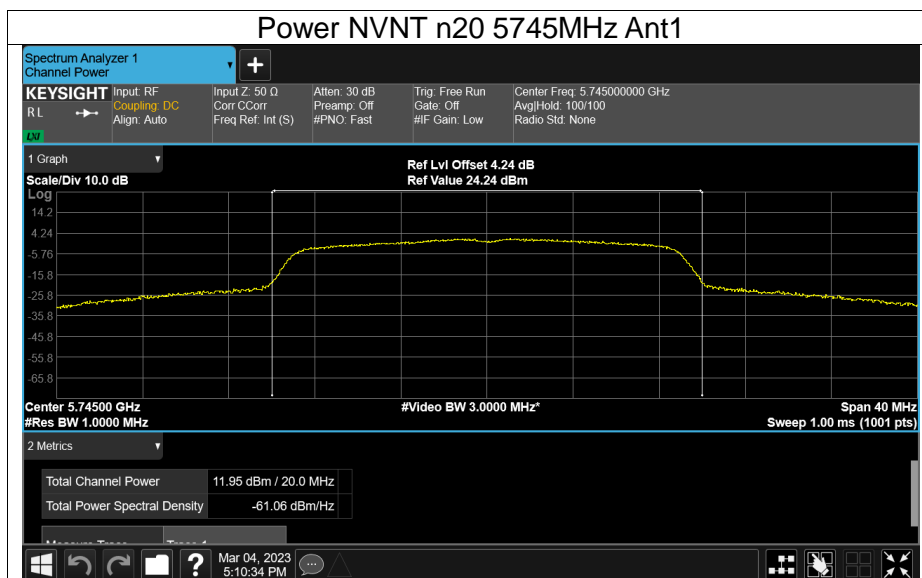 Power NVNT n20 5745MHz Ant1
Spectrum Analyzer 1
Channel Power
+
KEYSIGHT
R L
LXI
Input: RF
Coupling: DC
Align: Auto
Input Z: 50 Ω
Corr CCorr
Freq Ref: Int (S)
Atten: 30 dB
Preamp: Off
#PNO: Fast
Trig: Free Run
Gate: Off
#IF Gain: Low
Center Freq: 5.745000000 GHz
Avg|Hold: 100/100
Radio Std: None
1 Graph
Scale/Div 10.0 dB
Ref Lvl Offset 4.24 dB
Ref Value 24.24 dBm
Log
14.2
4.24
-5.76
-15.8
-25.8
-35.8
-45.8
-55.8
-65.8
Center 5.74500 GHz
#Video BW 3.0000 MHz*
Span 40 MHz
#Res BW 1.0000 MHz
Sweep 1.00 ms (1001 pts)
2 Metrics
Total Channel Power 11.95 dBm / 20.0 MHz
Total Power Spectral Density -61.06 dBm/Hz
?
Mar 04, 2023
5:10:34 PM